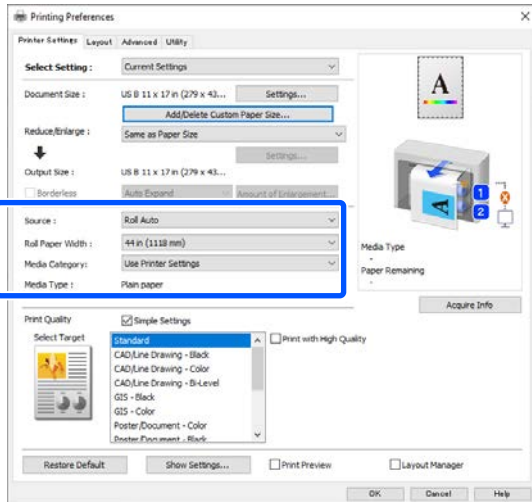 Printing Preferences
Printer Settings Layout Advanced Utility
Select Setting : Current Settings
Document Size : US B 11 x 17 in (279 x 43... Settings...
Add/Delete Custom Paper Size...
Reduce/Enlarge : Same as Paper Size
Settings...
Output Size : US B 11 x 17 in (279 x 43...
Borderless Auto Expand Amount of Enlargement...
Source : Roll Auto
Roll Paper Width : 44 in (1118 mm)
Media Category: Use Printer Settings
Media Type : Plain paper
A
A
1
2
Media Type
-
Paper Remaining
-
Acquire Info
Print Quality Simple Settings
Select Target
Standard
CAD/Line Drawing - Black
CAD/Line Drawing - Color
CAD/Line Drawing - Bi-Level
GIS - Black
GIS - Color
Poster/Document - Color
Poster/Document - Black
Print with High Quality
Restore Default Show Settings... Print Preview Layout Manager
OK Cancel Help